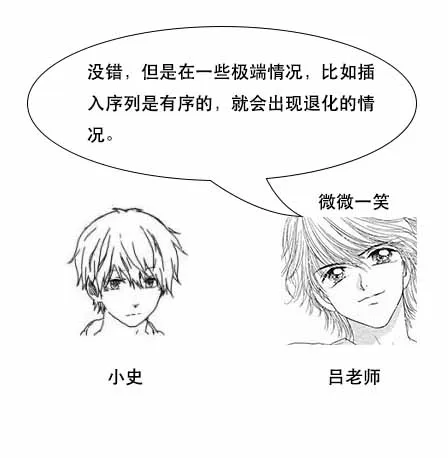 没错，但是在一些极端情况，比如插
入序列是有序的，就会出现退化的情
况。
微微一笑
小史
吕老师